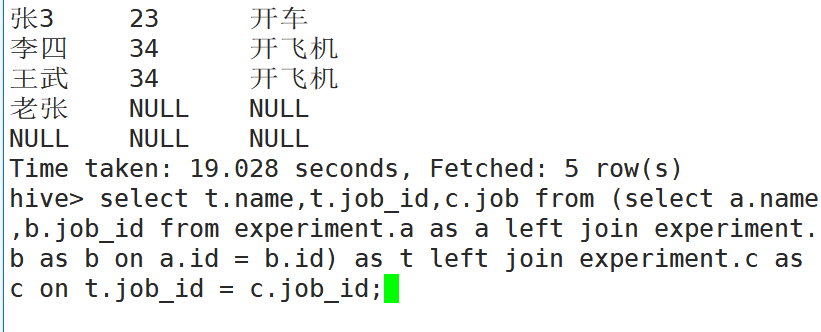 张3     23      开车
李四    34      开飞机
王武    34      开飞机
老张    NULL    NULL
NULL    NULL    NULL
Time taken: 19.028 seconds, Fetched: 5 row(s)
hive> select t.name,t.job_id,c.job from (select a.name
,b.job_id from experiment.a as a left join experiment.
b as b on a.id = b.id) as t left join experiment.c as
c on t.job_id = c.job_id;